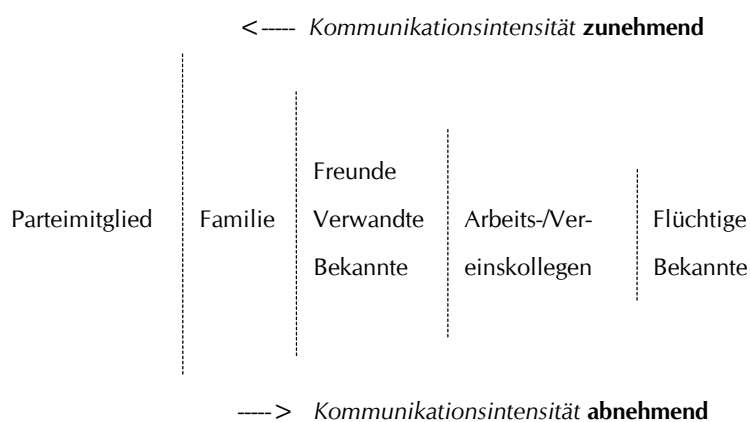 <----- Kommunikationsintensität zunehmend
Freunde
Parteimitglied Familie Verwandte Arbeits-/Ver- Flüchtige
Bekannte einskollegen Bekannte
-----> Kommunikationsintensität abnehmend